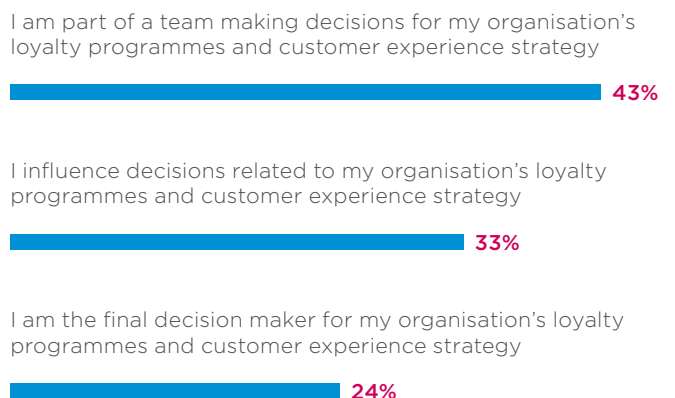 I am part of a team making decisions for my organisation’s
loyalty programmes and customer experience strategy
43%
I influence decisions related to my organisation’s loyalty
programmes and customer experience strategy
33%
I am the final decision maker for my organisation’s loyalty
programmes and customer experience strategy
24%